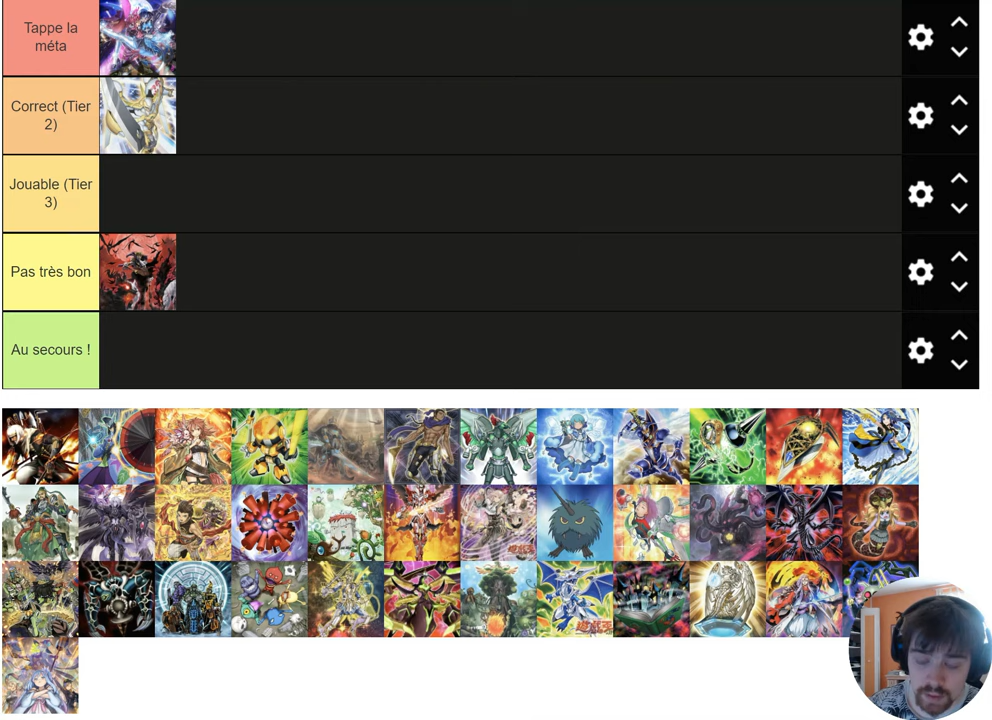 Tappe la
méta
Correct (Tier
2)
Jouable (Tier
3)
Pas très bon
Au secours !